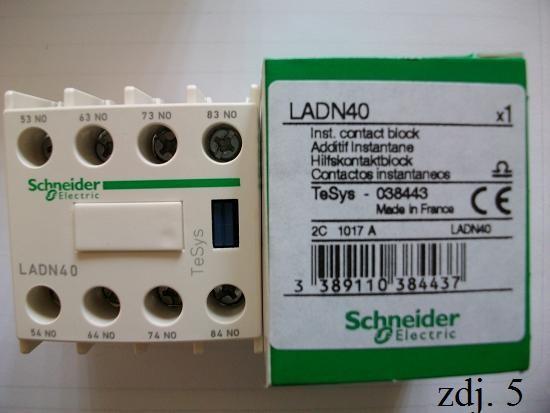 53 NO 63 NO 73 NO 83 NO
Schneider
Electric
TeSys
LADN40
54 NO 64 NO 74 NO 84 NO
LADN40 x1
Inst. contact block
Additif Instantane
Hilfskontaktblock
Contactos instantaneos
TeSys - 038443
Made in France CE
2C 1017 A LADN40
3 389110 384437
Schneider
Electric
zdj. 5